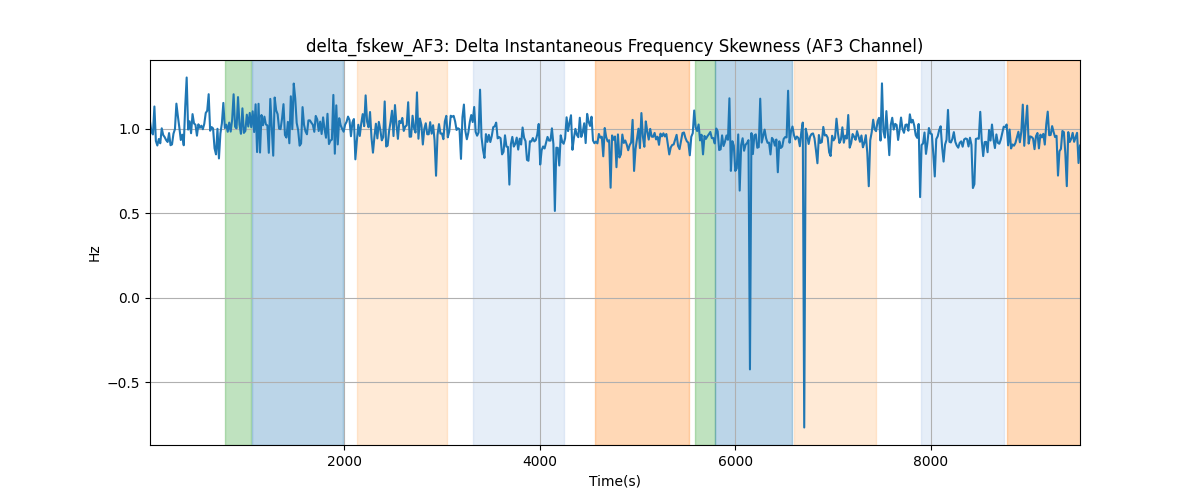 delta_fskew_AF3: Delta Instantaneous Frequency Skewness (AF3 Channel)
1.0
0.5
0.0
−0.5
Hz
2000
4000
6000
8000
Time(s)